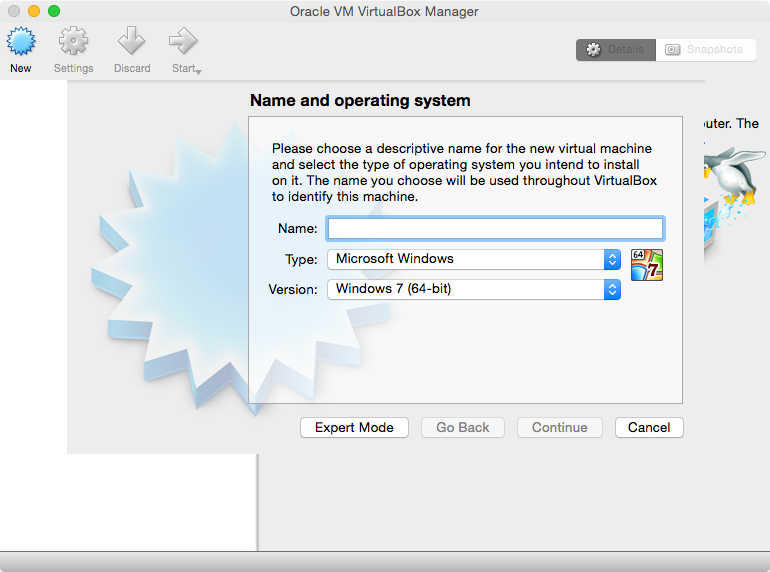 Oracle VM VirtualBox Manager
New
Settings
Discard
Start
Details
Snapshots
Name and operating system
uter. The
Please choose a descriptive name for the new virtual machine
and select the type of operating system you intend to install
on it. The name you choose will be used throughout VirtualBox
to identify this machine.
Name:
Type: Microsoft Windows
64
7
Version: Windows 7 (64-bit)
Expert Mode
Go Back
Continue
Cancel